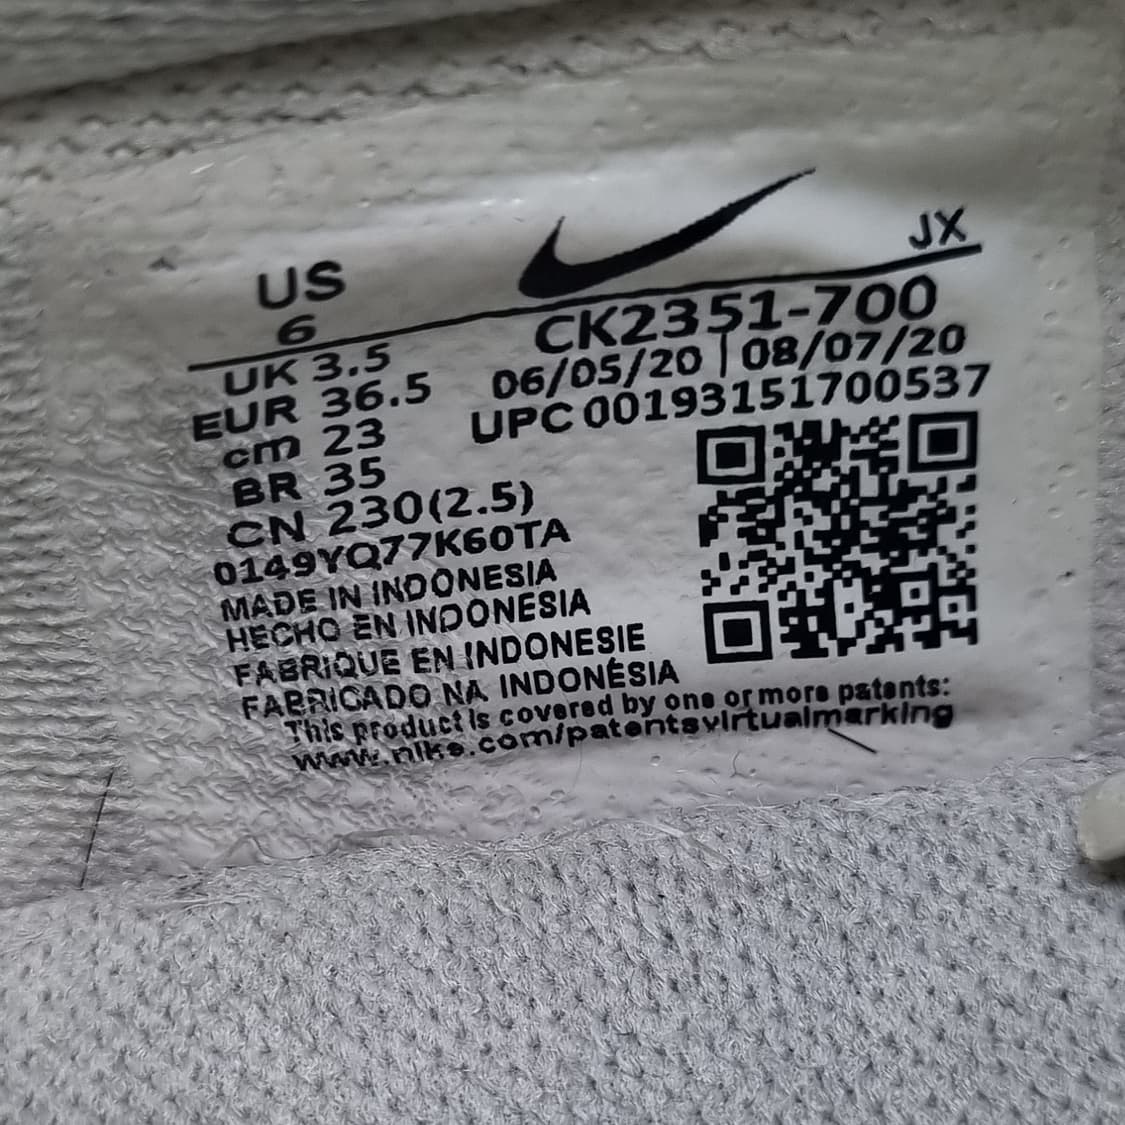 JX
US
6
UK 3.5
EUR 36.5
cm 23
BR 35
CN 230(2.5)
CK2351-700
06/05/20 | 08/07/20
UPC 00193151700537
0149YQ77K60TA
MADE IN INDONESIA
HECHO EN INDONESIA
FABRIQUE EN INDONESIE
FABRICADO NA INDONÉSIA
This product is covered by one or more patents:
www.nike.com/patentsvirtualmarking